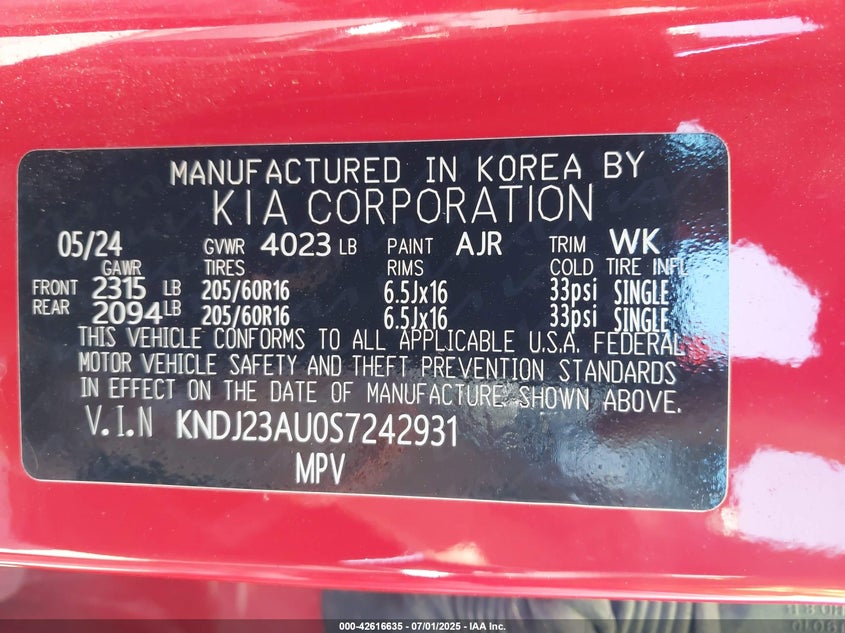 MANUFACTURED IN KOREA BY
KIA CORPORATION
05/24 GVWR 4023 LB PAINT AJR TRIM WK
GAWR TIRES RIMS COLD TIRE INFL
FRONT 2315 LB 205/60R16 6.5Jx16 33psi SINGLE
REAR 2094 LB 205/60R16 6.5Jx16 33psi SINGLE
THIS VEHICLE CONFORMS TO ALL APPLICABLE U.S.A. FEDERAL
MOTOR VEHICLE SAFETY AND THEFT PREVENTION STANDARDS
IN EFFECT ON THE DATE OF MANUFACTURE SHOWN ABOVE.
V.I.N KNDJ23AU0S7242931
MPV
000-42616635 - 07/01/2025 - IAA Inc.